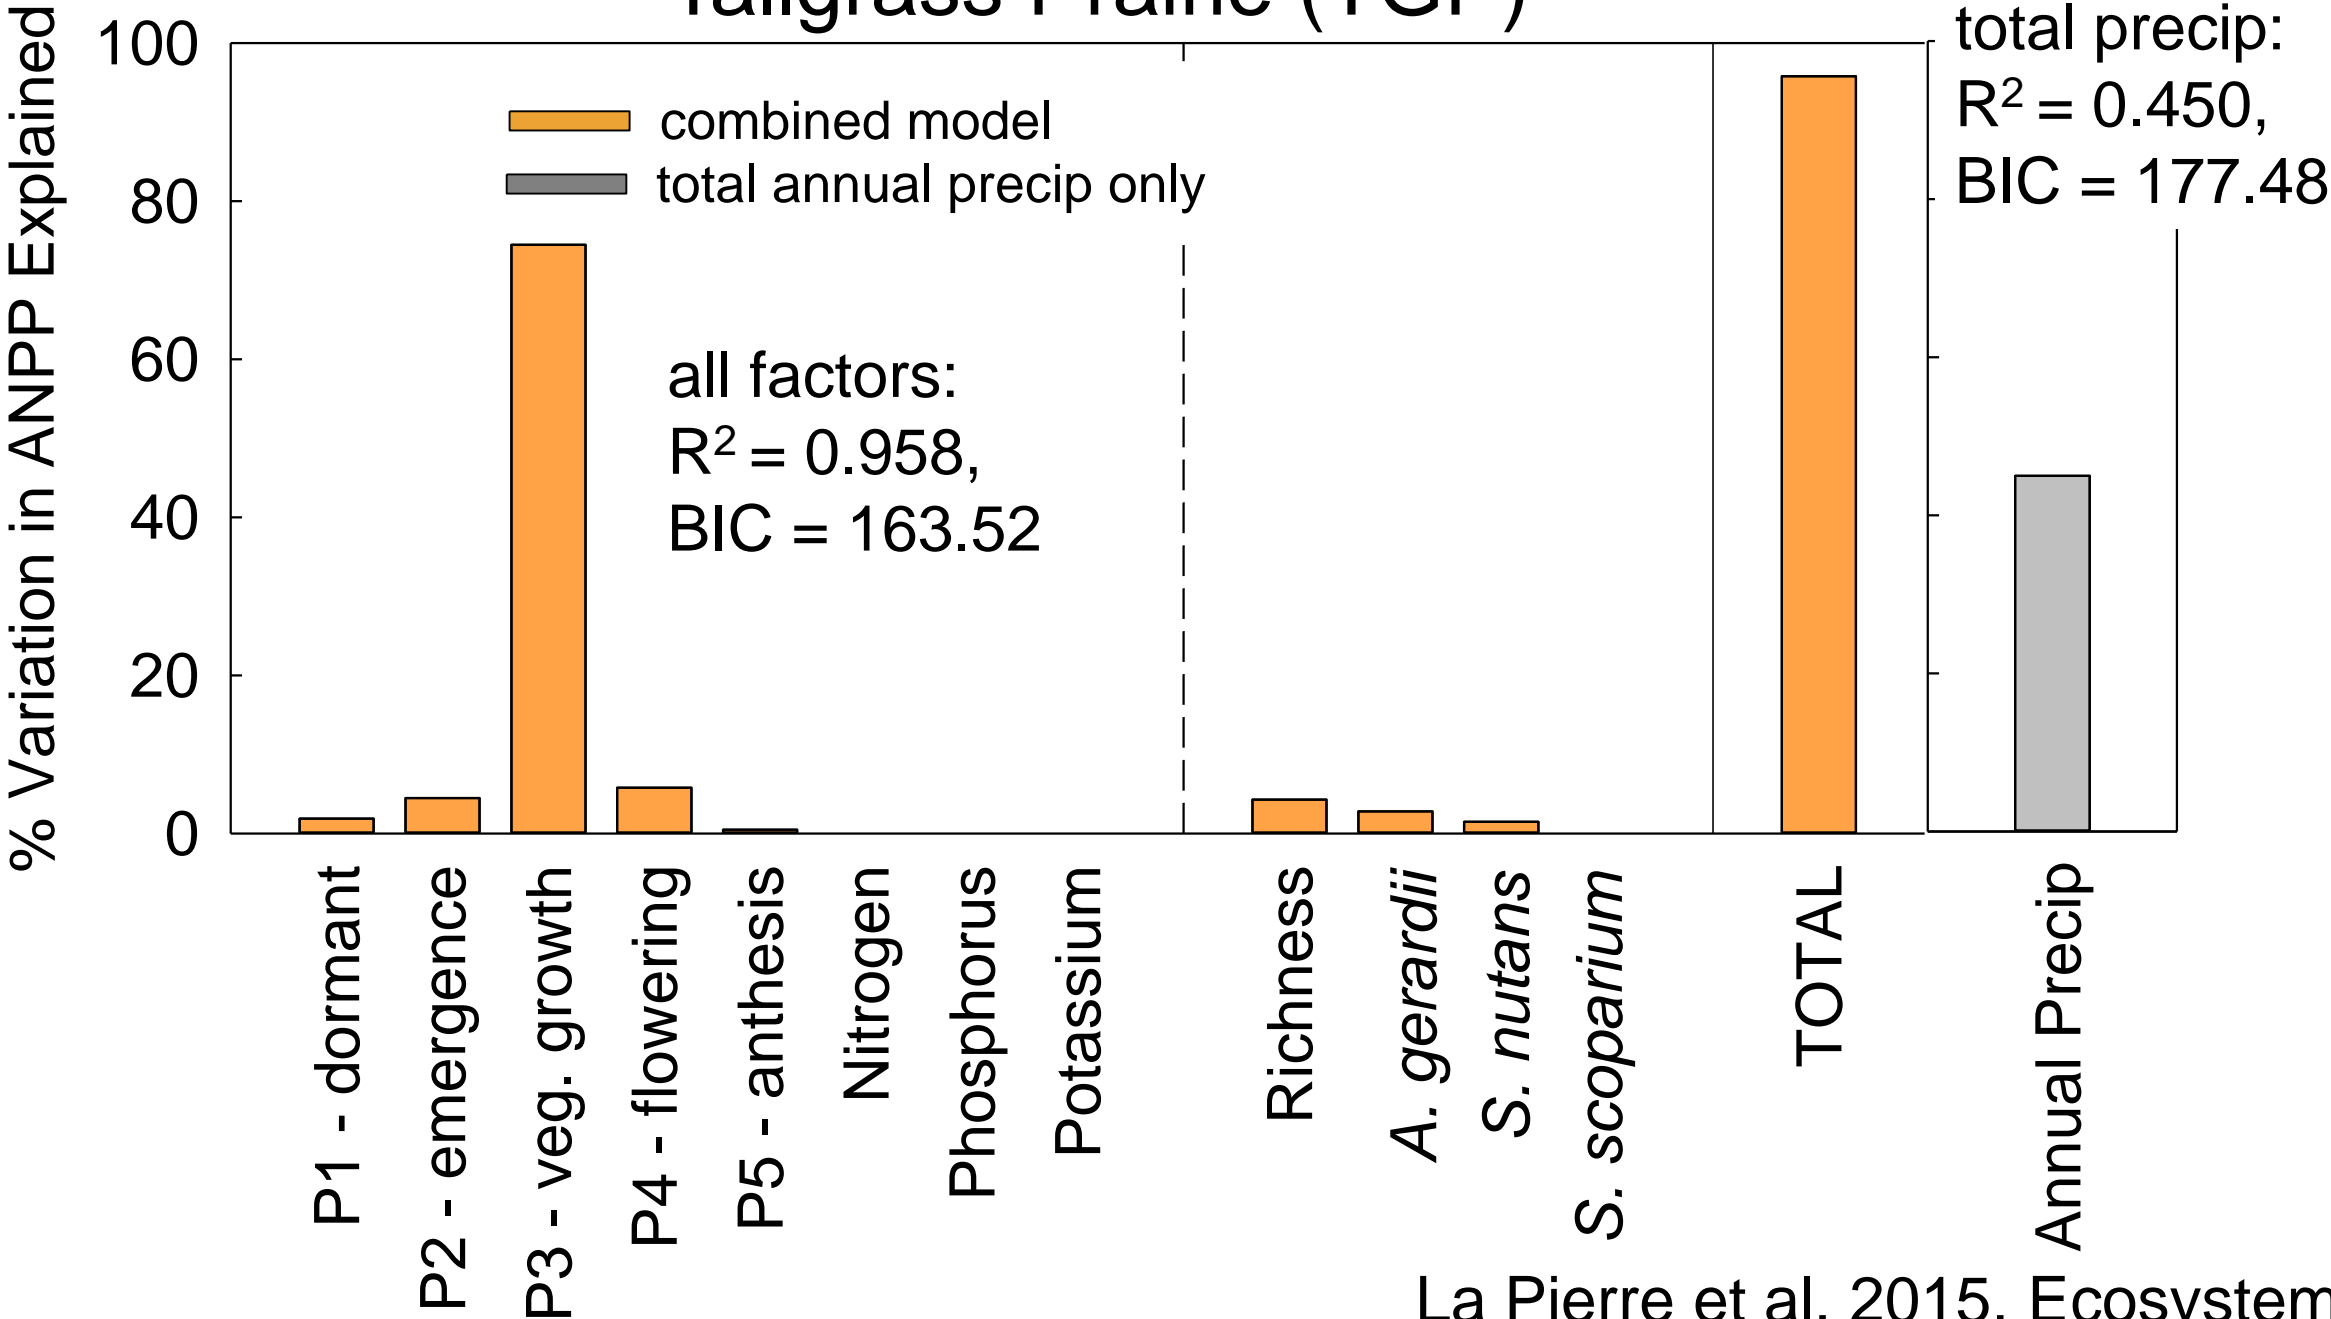 Tallgrass Prairie (TGP)
% Variation in ANPP Explained
100
80
60
40
20
0
combined model
total annual precip only
all factors:
R² = 0.958,
BIC = 163.52
total precip:
R² = 0.450,
BIC = 177.48
P1 - dormant
P2 - emergence
P3 - veg. growth
P4 - flowering
P5 - anthesis
Nitrogen
Phosphorus
Potassium
Richness
A. gerardii
S. nutans
S. scoparium
TOTAL
Annual Precip
La Pierre et al. 2015. Ecosystem